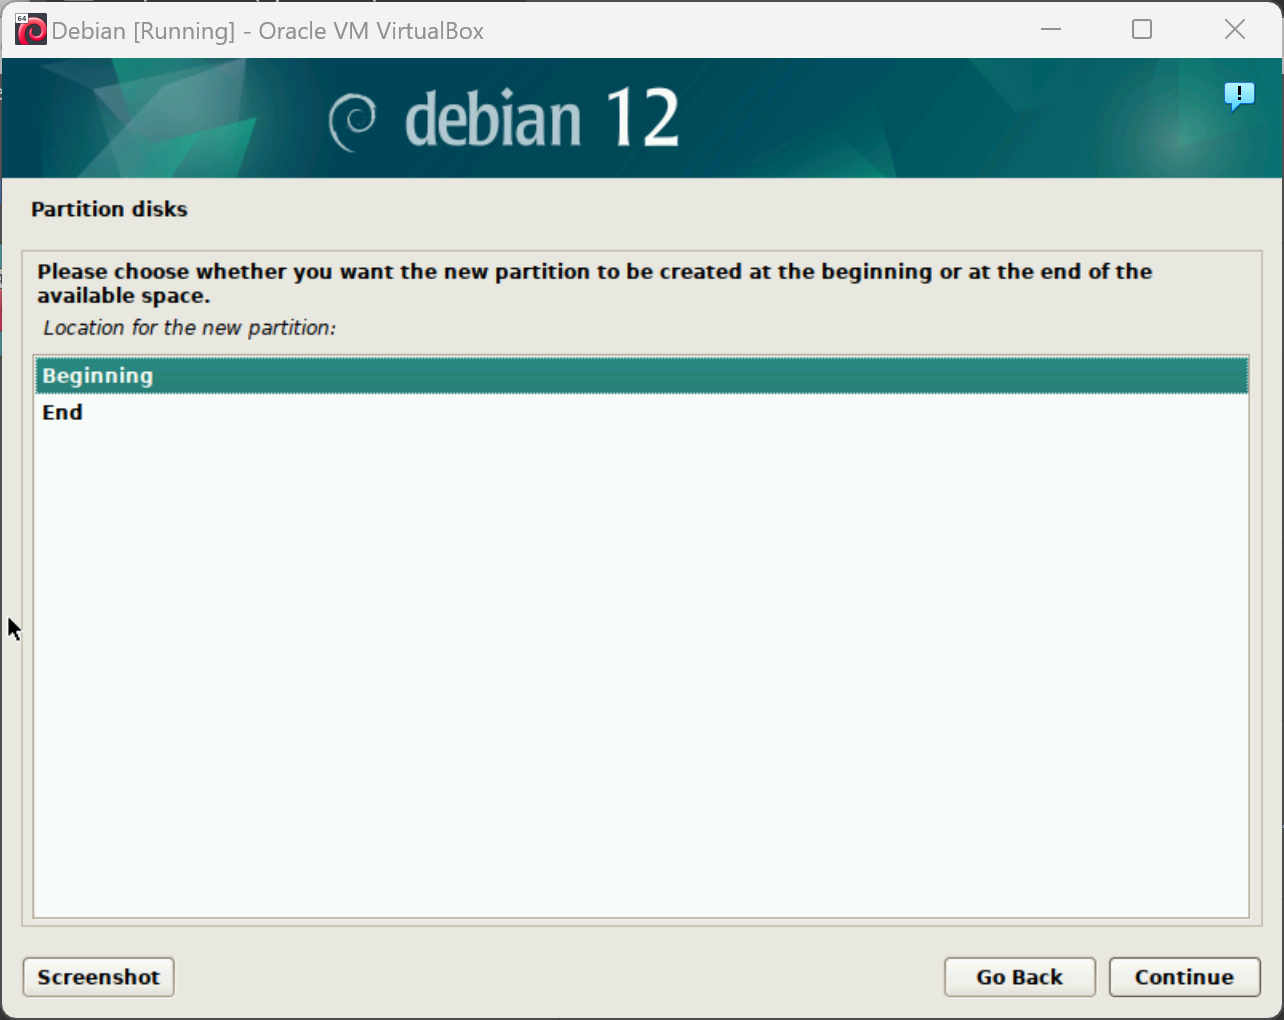 64
Debian [Running] - Oracle VM VirtualBox
debian 12
!
Partition disks
Please choose whether you want the new partition to be created at the beginning or at the end of the
available space.
Location for the new partition:
Beginning
End
Screenshot
Go Back
Continue